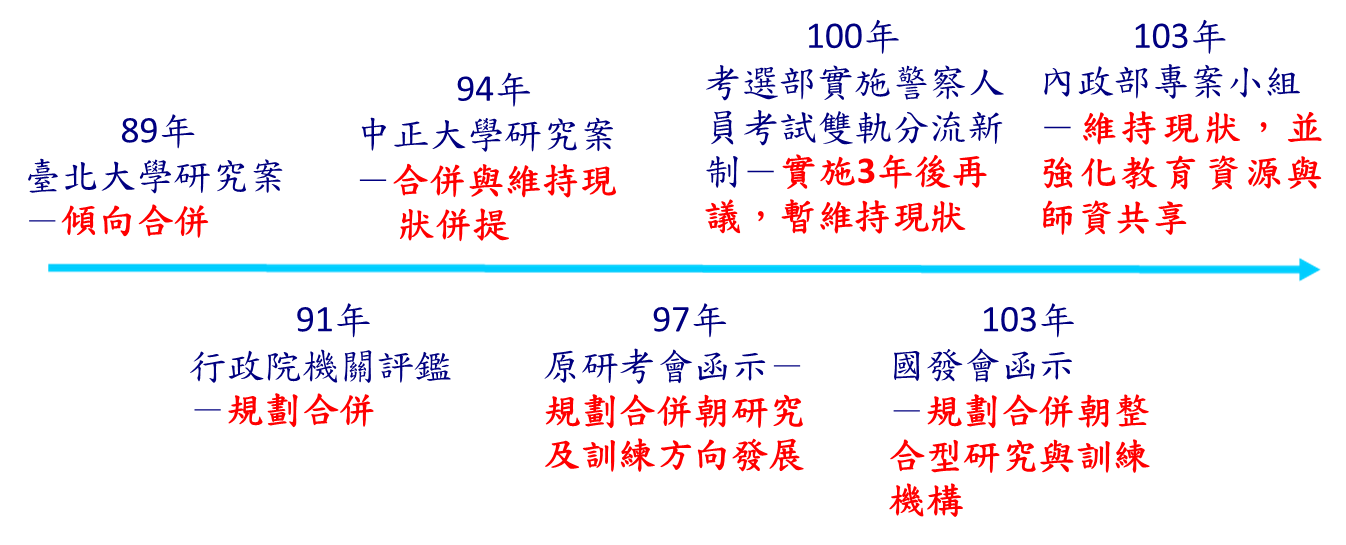 89年
臺北大學研究案
－傾向合併
94年
中正大學研究案
－合併與維持現
狀併提
100年
考選部實施警察人
員考試雙軌分流新
制－實施3年後再
議，暫維持現狀
103年
內政部專案小組
－維持現狀，並
強化教育資源與
師資共享
91年
行政院機關評鑑
－規劃合併
97年
原研考會函示－
規劃合併朝研究
及訓練方向發展
103年
國發會函示
－規劃合併朝整
合型研究與訓練
機構